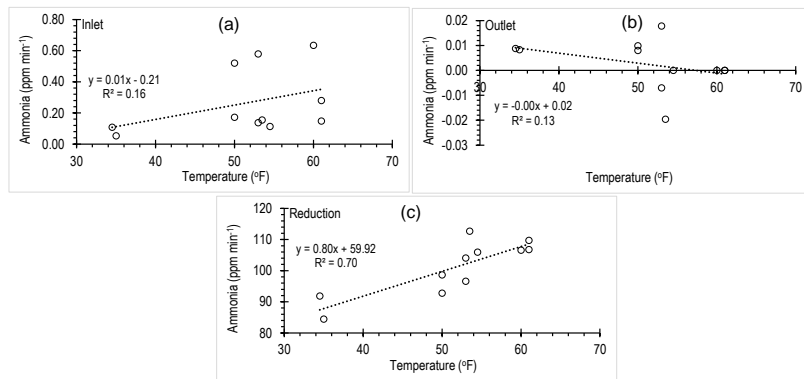 Inlet
(a)
Ammonia (ppm min⁻¹)
0.80
0.60
0.40
0.20
0.00
y = 0.01x - 0.21
R² = 0.16
30 40 50 60 70
Temperature (°F)
Outlet
(b)
Ammonia (ppm min⁻¹)
0.02
0.01
0.00
-0.01
-0.02
-0.03
30 40 50 60 70
y = -0.00x + 0.02
R² = 0.13
Temperature (°F)
Reduction
(c)
Ammonia (ppm min⁻¹)
120
110
100
90
80
y = 0.80x + 59.92
R² = 0.70
30 40 50 60 70
Temperature (°F)